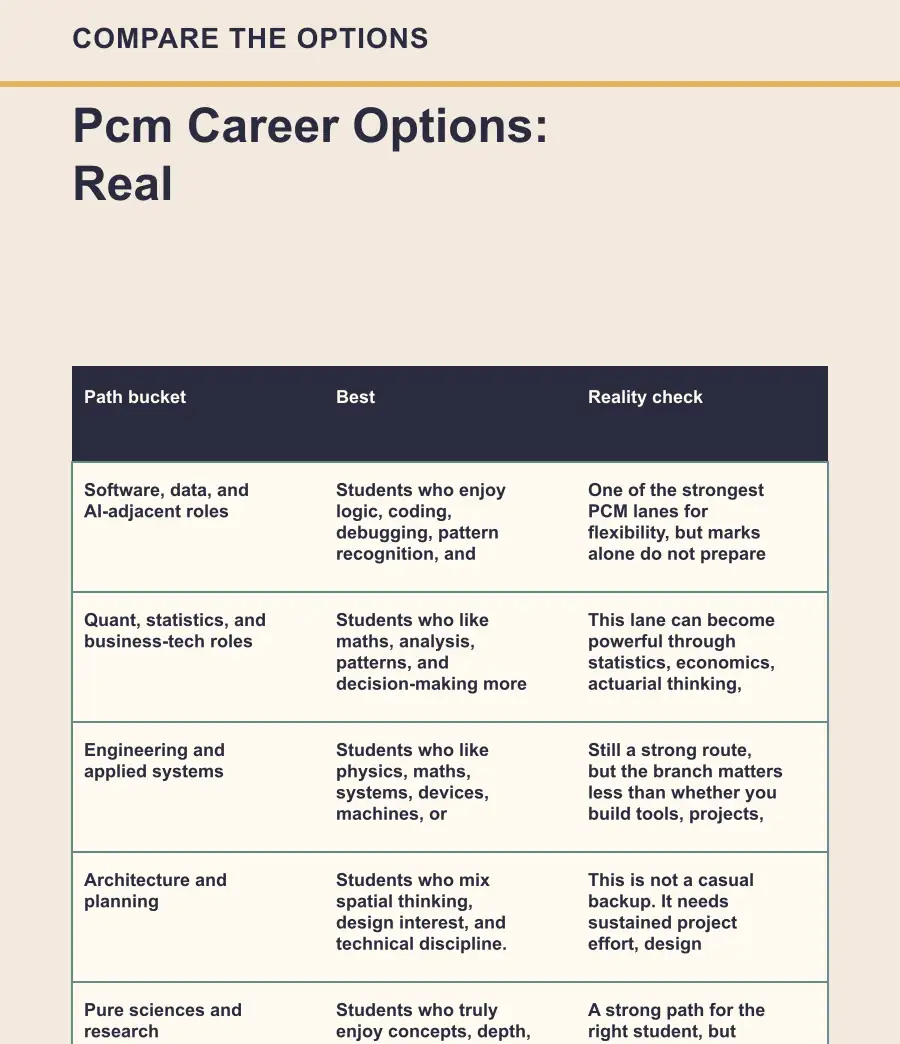 COMPARE THE OPTIONS
Pcm Career Options:
Real
Path bucket
Best
Reality check
Software, data, and
AI-adjacent roles
Students who enjoy
logic, coding,
debugging, pattern
recognition, and
One of the strongest
PCM lanes for
flexibility, but marks
alone do not prepare
Quant, statistics, and
business-tech roles
Students who like
maths, analysis,
patterns, and
decision-making more
This lane can become
powerful through
statistics, economics,
actuarial thinking,
Engineering and
applied systems
Students who like
physics, maths,
systems, devices,
machines, or
Still a strong route,
but the branch matters
less than whether you
build tools, projects,
Architecture and
planning
Students who mix
spatial thinking,
design interest, and
technical discipline.
This is not a casual
backup. It needs
sustained project
effort, design
Pure sciences and
research
Students who truly
enjoy concepts, depth,
A strong path for the
right student, but